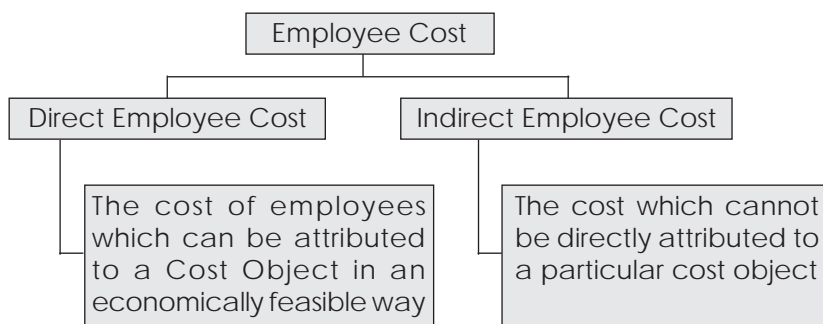 Employee Cost
Direct Employee Cost
Indirect Employee Cost
The cost of employees
which can be attributed
to a Cost Object in an
economically feasible way
The cost which cannot
be directly attributed to
a particular cost object